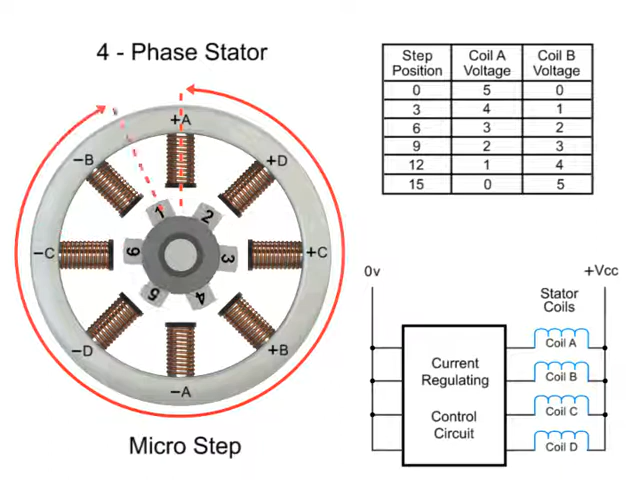 4 - Phase Stator
+A
+D
+C
+B
−A
−D
−C
−B
1
2
3
4
5
6
Micro Step
Step Position Coil A Voltage Coil B Voltage
0 5 0
3 4 1
6 3 2
9 2 3
12 1 4
15 0 5
0v
+Vcc
Stator
Coils
Current
Regulating
Control
Circuit
Coil A
Coil B
Coil C
Coil D